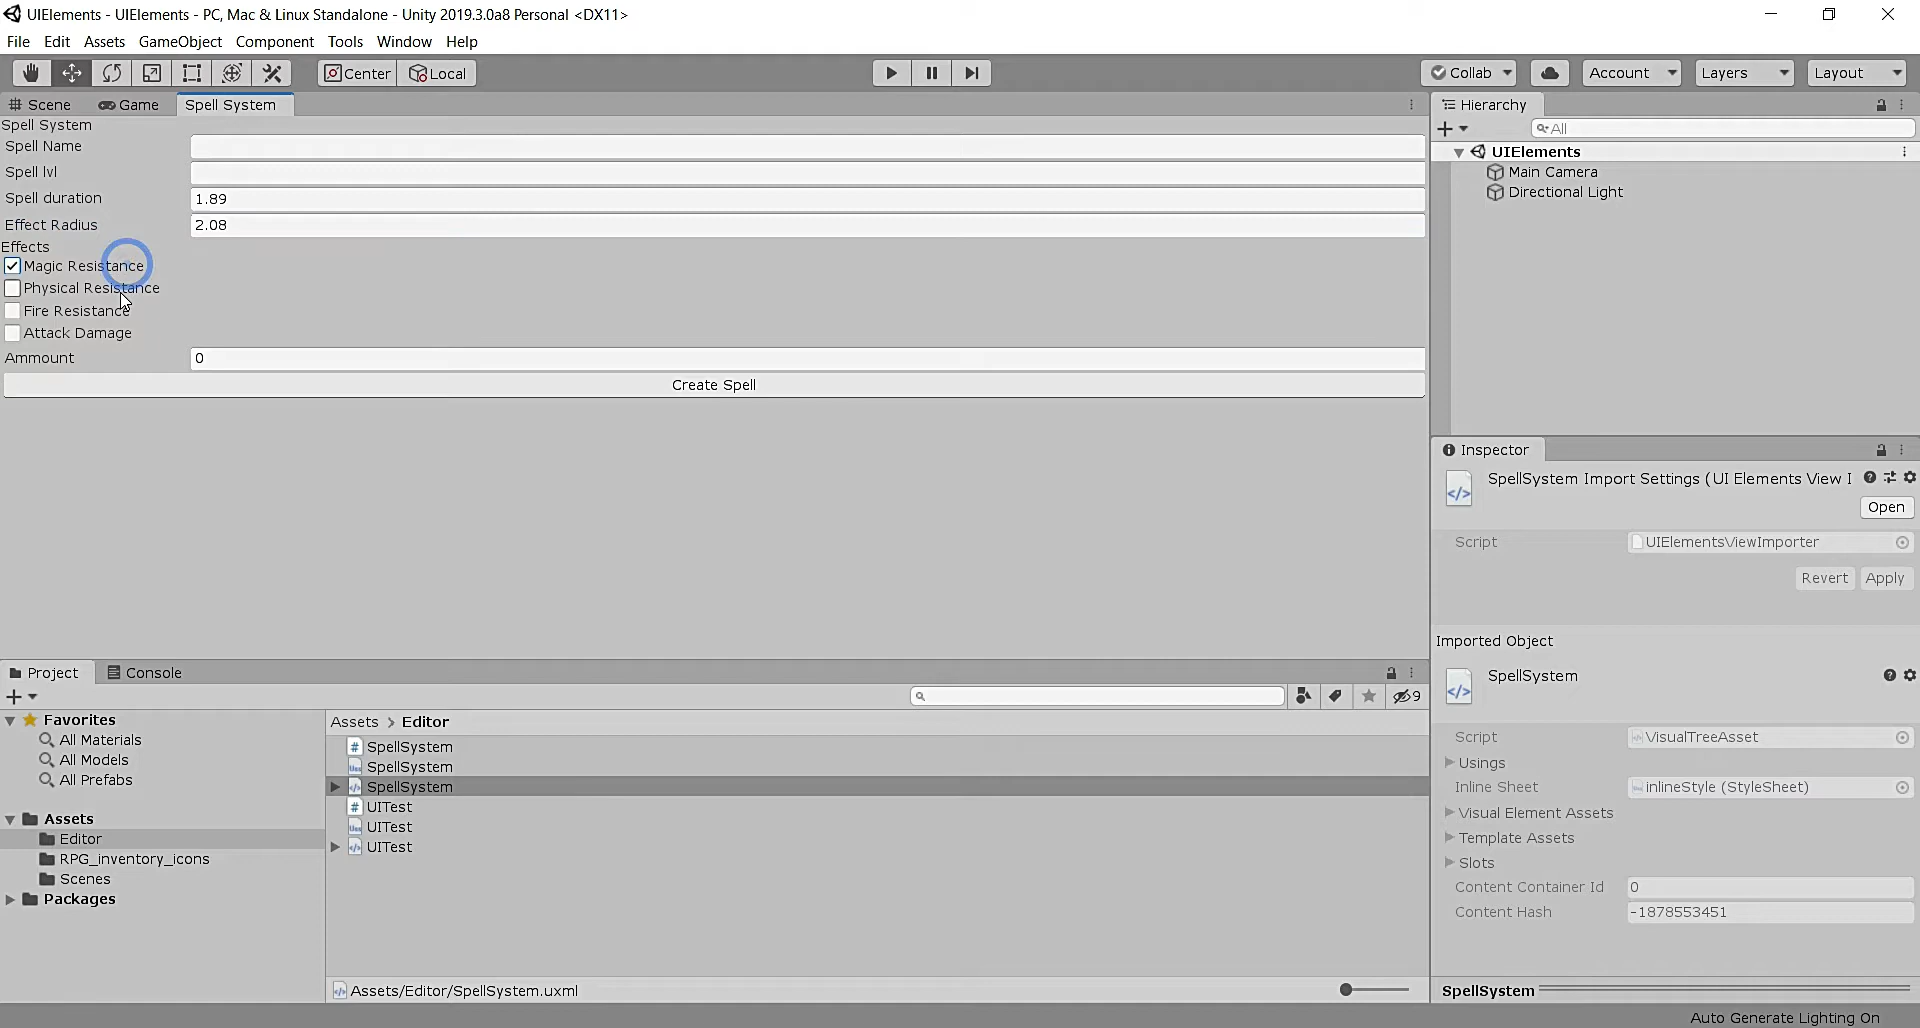 UIElements - UIElements - PC, Mac & Linux Standalone - Unity 2019.3.0a8 Personal <DX11>
File Edit Assets GameObject Component Tools Window Help
Center Local Collab Account Layers Layout
Scene Game Spell System
Spell System
Spell Name
Spell lvl
Spell duration 1.89
Effect Radius 2.08
Effects
Magic Resistance
Physical Resistance
Fire Resistance
Attack Damage
Ammount 0
Create Spell
Hierarchy
All
UIElements
Main Camera
Directional Light
Inspector
SpellSystem Import Settings (UI Elements View I
Open
Script UIElementsViewImporter
Revert Apply
Imported Object
SpellSystem
Script VisualTreeAsset
Usings
Inline Sheet inlineStyle (StyleSheet)
Visual Element Assets
Template Assets
Slots
Content Container Id 0
Content Hash -1878553451
SpellSystem
Project Console
9
Favorites
All Materials
All Models
All Prefabs
Assets
Editor
RPG_inventory_icons
Scenes
Packages
Assets > Editor
SpellSystem
SpellSystem
SpellSystem
UITest
UITest
UITest
Assets/Editor/SpellSystem.uxml
Auto Generate Lighting On